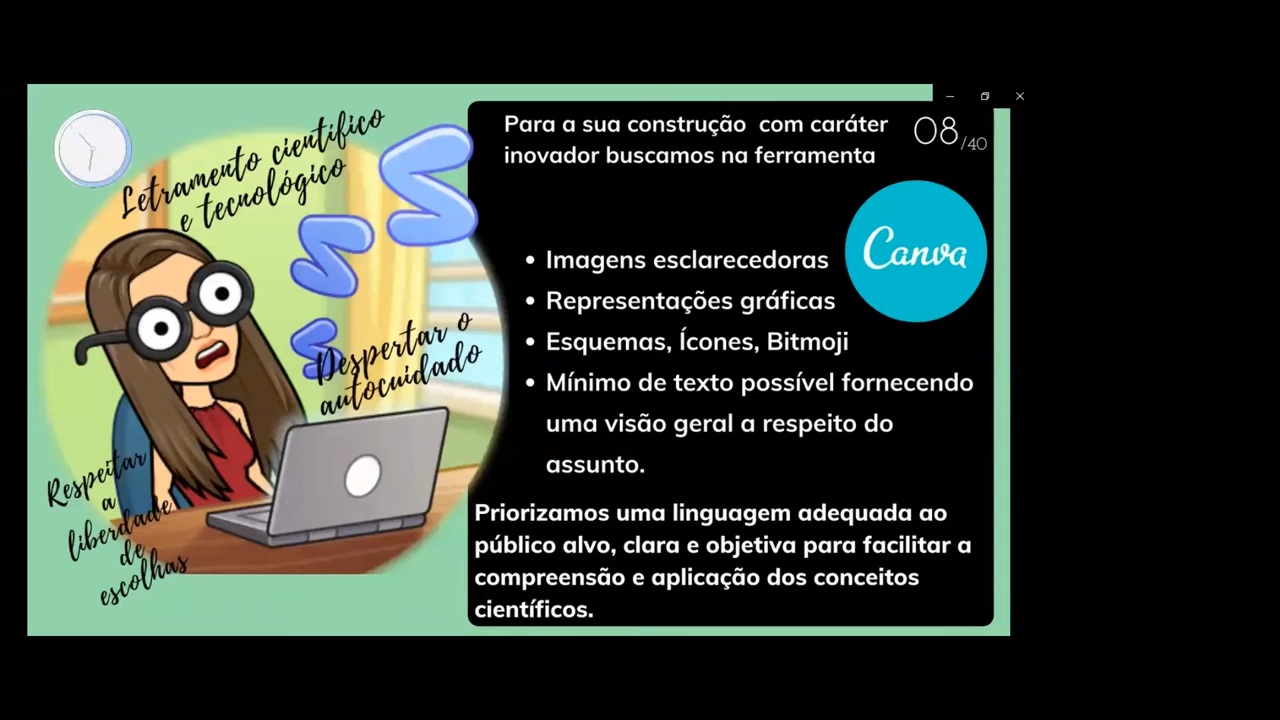 Letramento científico
e tecnológico
Despertar o
autocuidado
Respeitar
a
liberdade
de
escolhas
Para a sua construção com caráter
inovador buscamos na ferramenta
08/40
Canva
• Imagens esclarecedoras
• Representações gráficas
• Esquemas, Ícones, Bitmoji
• Mínimo de texto possível fornecendo
uma visão geral a respeito do
assunto.
Priorizamos uma linguagem adequada ao
público alvo, clara e objetiva para facilitar a
compreensão e aplicação dos conceitos
científicos.